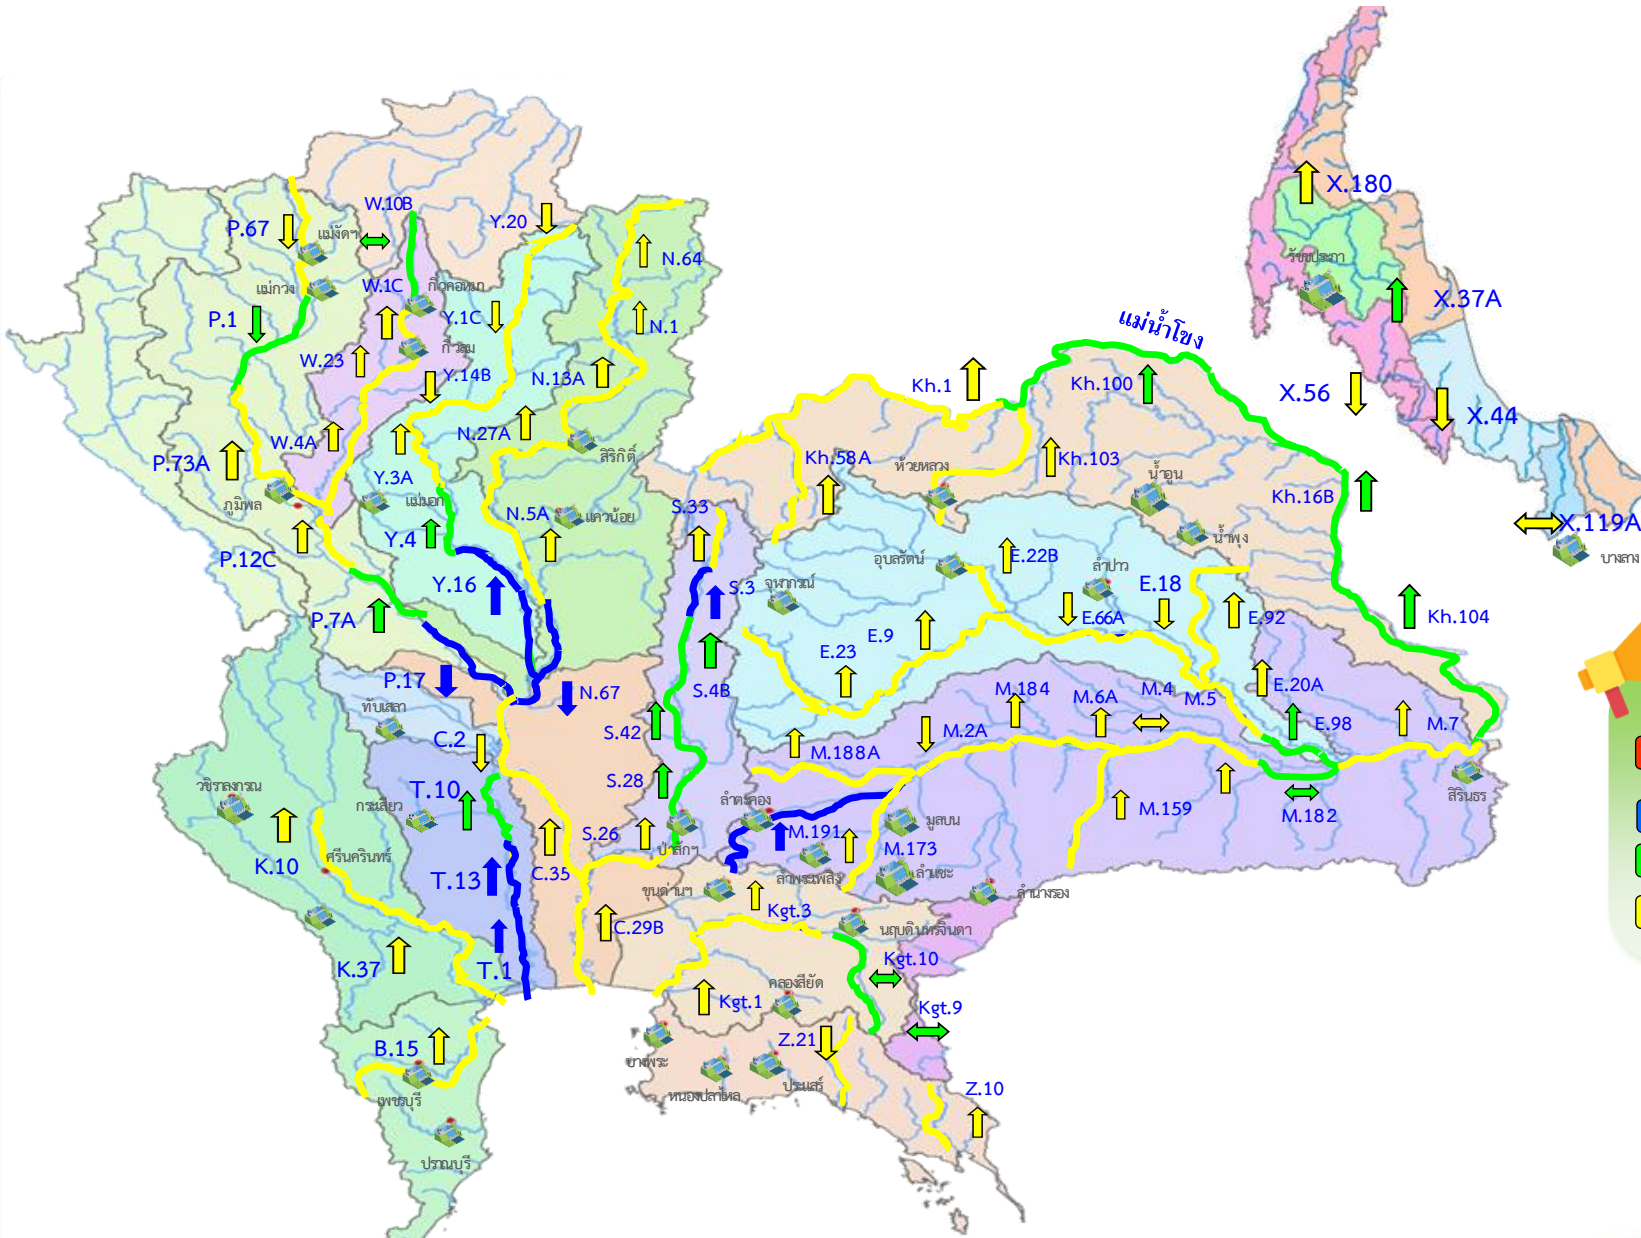 X.180
W.10B
P.67
แม่งัดฯ
Y.20
N.64
รัชชประภา
แม่กวง
W.1C
กิ่วคอหมา
X.37A
P.1
Y.1C
N.1
แม่น้ำโขง
W.23
กิ่วลม
Y.14B
N.13A
Kh.1
Kh.100
X.56
X.44
W.4A
N.27A
P.73A
สิริกิติ์
Kh.58A
ห้วยหลวง
Kh.103
น้ำอูน
Y.3A
แม่มอก
Kh.16B
ภูมิพล
S.33
N.5A
แควน้อย
X.119A
Y.4
น้ำพุง
P.12C
อุบลรัตน์
E.22B
ลำปาว
บางลาง
Y.16
S.3
จุฬาภรณ์
E.18
P.7A
E.66A
E.92
Kh.104
E.9
E.23
P.17
N.67
S.4B
M.184
M.6A
M.4
M.5
E.20A
ทับเสลา
C.2
S.42
M.188A
M.2A
E.98
M.7
วชิราลงกรณ
T.10
S.28
กระเสียว
ลำตะคอง
M.159
M.182
สิรินธร
S.26
ป่าสักฯ
M.191
มูลบน
K.10
ศรีนครินทร์
M.173
T.13
C.35
ขุนด่านฯ
ลำพระเพลิง
ลำแซะ
ลำนางรอง
Kgt.3
C.29B
นฤบดินทรจินดา
K.37
T.1
Kgt.10
คลองสียัด
Kgt.1
Kgt.9
B.15
Z.21
บางพระ
ประแสร์
Z.10
เพชรบุรี
หนองปลาไหล
ปราณบุรี